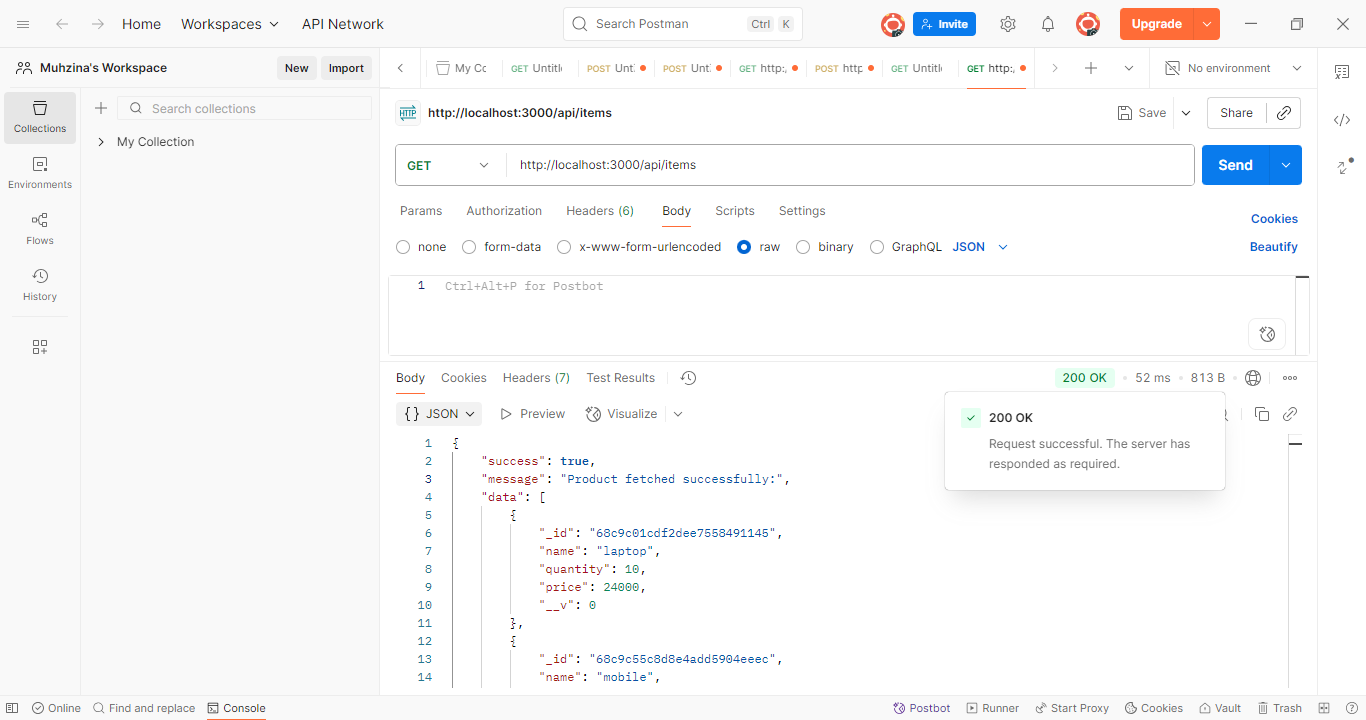 Home Workspaces API Network Search Postman Ctrl K Invite Upgrade
Muhzina's Workspace New Import
My Cc GET Untitle POST Unt. POST Unt. GET http:, POST http GET Untitle GET http:, No environment
Collections
Environments
Flows
History
Search collections
My Collection
HTTP http://localhost:3000/api/items Save Share
GET http://localhost:3000/api/items Send
Params Authorization Headers (6) Body Scripts Settings Cookies
none form-data x-www-form-urlencoded raw binary GraphQL JSON Beautify
1 Ctrl+Alt+P for Postbot
Body Cookies Headers (7) Test Results 200 OK • 52 ms • 813 B
{} JSON Preview Visualize
200 OK
Request successful. The server has
responded as required.
1 {
2 "success": true,
3 "message": "Product fetched successfully:",
4 "data": [
5 {
6 "_id": "68c9c01cdf2dee7558491145",
7 "name": "laptop",
8 "quantity": 10,
9 "price": 24000,
10 "__v": 0
11 },
12 {
13 "_id": "68c9c55c8d8e4add5904eeec",
14 "name": "mobile",
Online Find and replace Console Postbot Runner Start Proxy Cookies Vault Trash